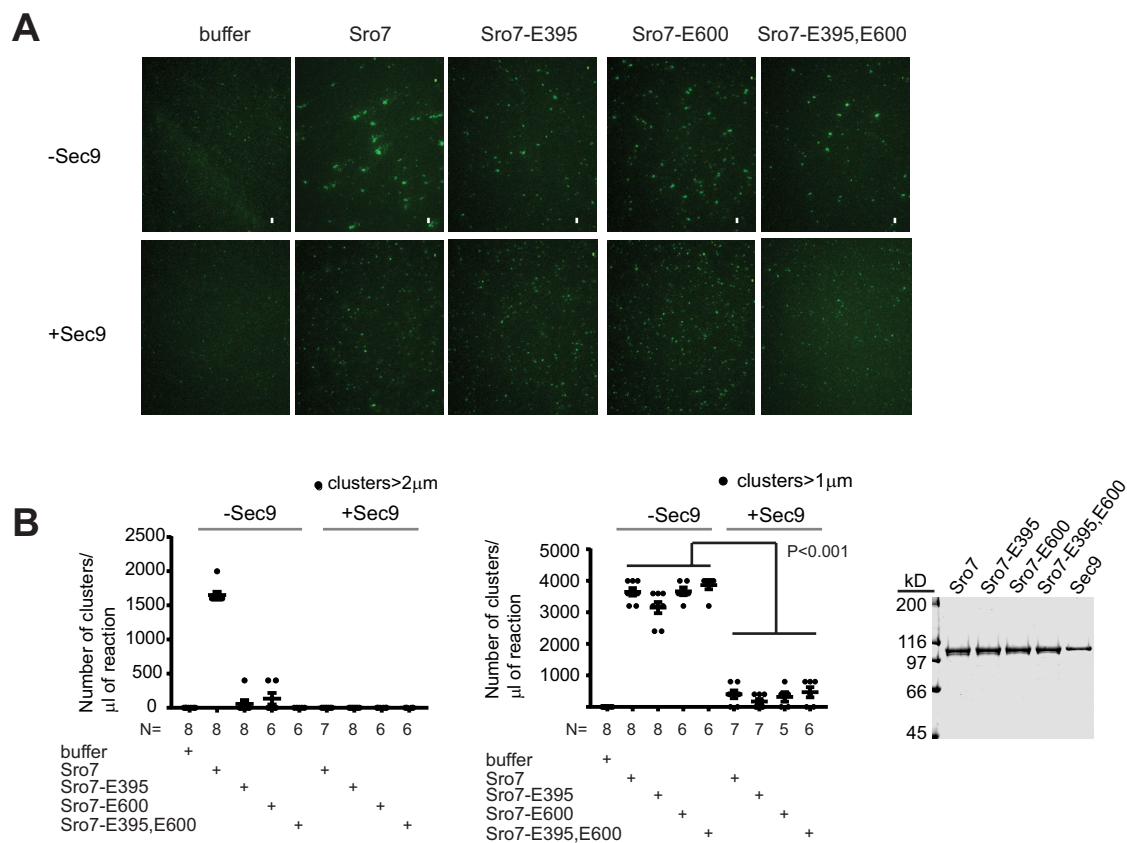 A
buffer Sro7 Sro7-E395 Sro7-E600 Sro7-E395,E600
-Sec9
+Sec9
B
clusters>2μm
-Sec9 +Sec9
Number of clusters/
μl of reaction
2500
2000
1500
1000
500
0
N= 8 8 8 6 6 7 8 6 6
buffer +
Sro7 + +
Sro7-E395 + +
Sro7-E600 + +
Sro7-E395,E600 + +
clusters>1μm
-Sec9 +Sec9
P<0.001
Number of clusters/
μl of reaction
5000
4000
3000
2000
1000
N= 8 8 8 6 6 7 7 5 6
buffer +
Sro7 + +
Sro7-E395 + +
Sro7-E600 + +
Sro7-E395,E600 + +
kD Sro7 Sro7-E395 Sro7-E600 Sro7-E395,E600 Sec9
200
116
97
66
45